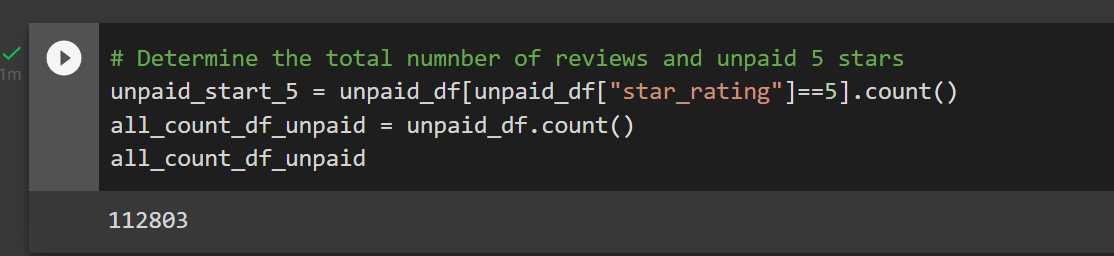 # Determine the total numnber of reviews and unpaid 5 stars
unpaid_start_5 = unpaid_df[unpaid_df["star_rating"]==5].count()
all_count_df_unpaid = unpaid_df.count()
1m
all_count_df_unpaid
112803